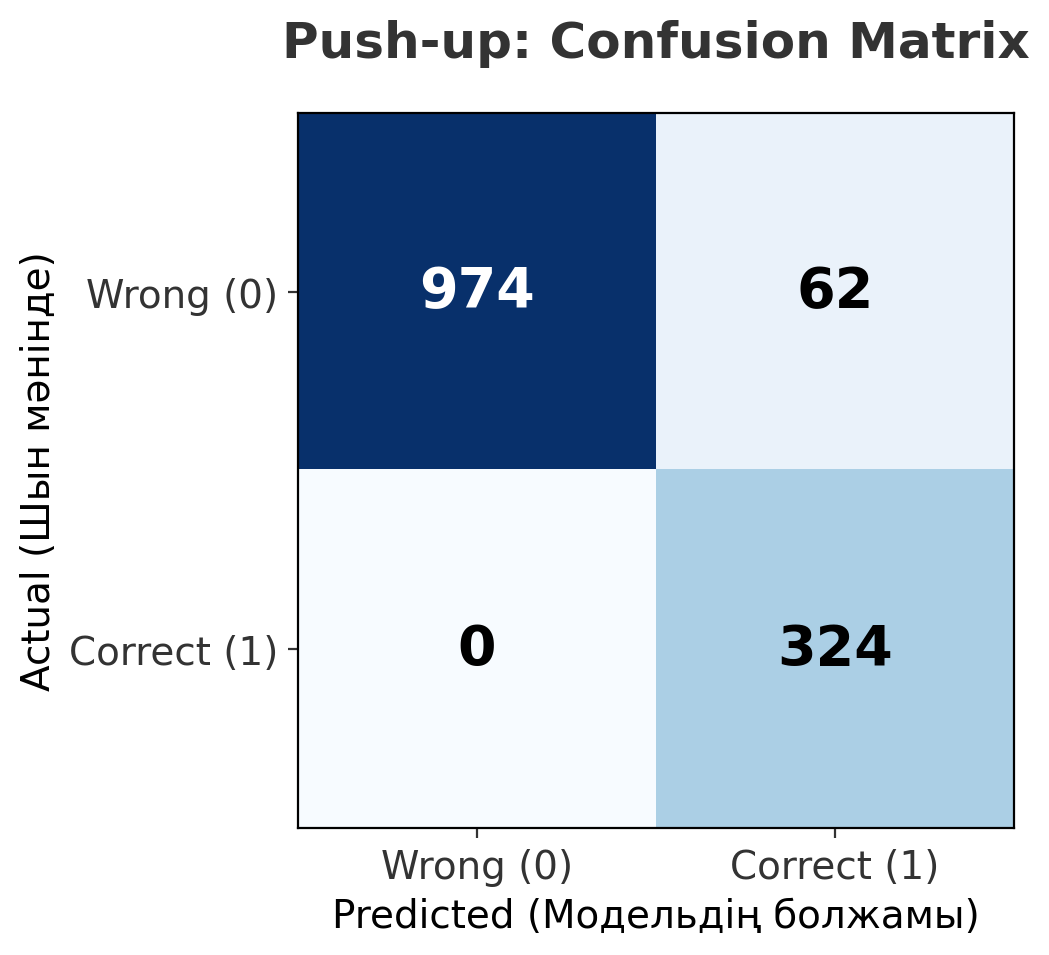 Push-up: Confusion Matrix
Actual (Шын мәнінде)
Wrong (0)
974
62
Correct (1)
0
324
Wrong (0)
Correct (1)
Predicted (Модельдің болжамы)